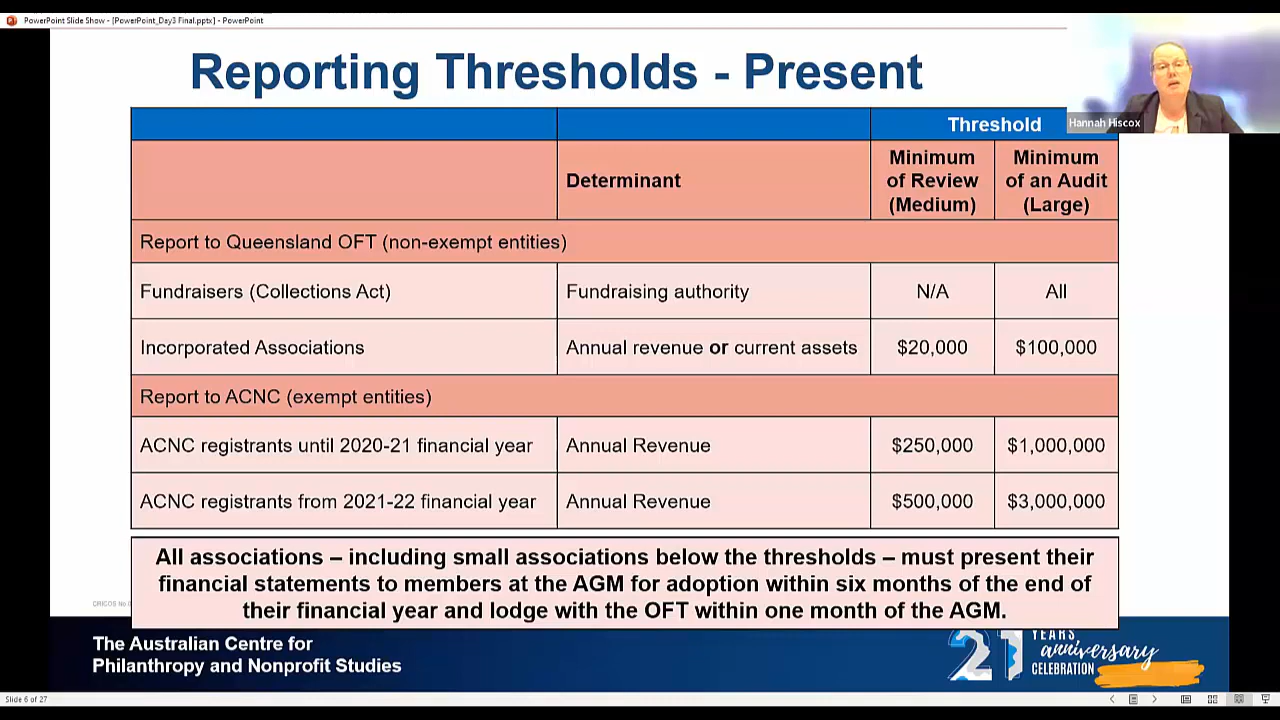 PowerPoint Slide Show - [PowerPoint_Day3 Final.pptx] - PowerPoint
Reporting Thresholds - Present
Hannah Hiscox
Threshold
Determinant
Minimum
of Review
(Medium)
Minimum
of an Audit
(Large)
Report to Queensland OFT (non-exempt entities)
Fundraisers (Collections Act) Fundraising authority N/A All
Incorporated Associations Annual revenue or current assets $20,000 $100,000
Report to ACNC (exempt entities)
ACNC registrants until 2020-21 financial year Annual Revenue $250,000 $1,000,000
ACNC registrants from 2021-22 financial year Annual Revenue $500,000 $3,000,000
All associations – including small associations below the thresholds – must present their
financial statements to members at the AGM for adoption within six months of the end of
their financial year and lodge with the OFT within one month of the AGM.
CRICOS No
The Australian Centre for
Philanthropy and Nonprofit Studies
21 YEARS
anniversary
CELEBRATION
Slide 6 of 27